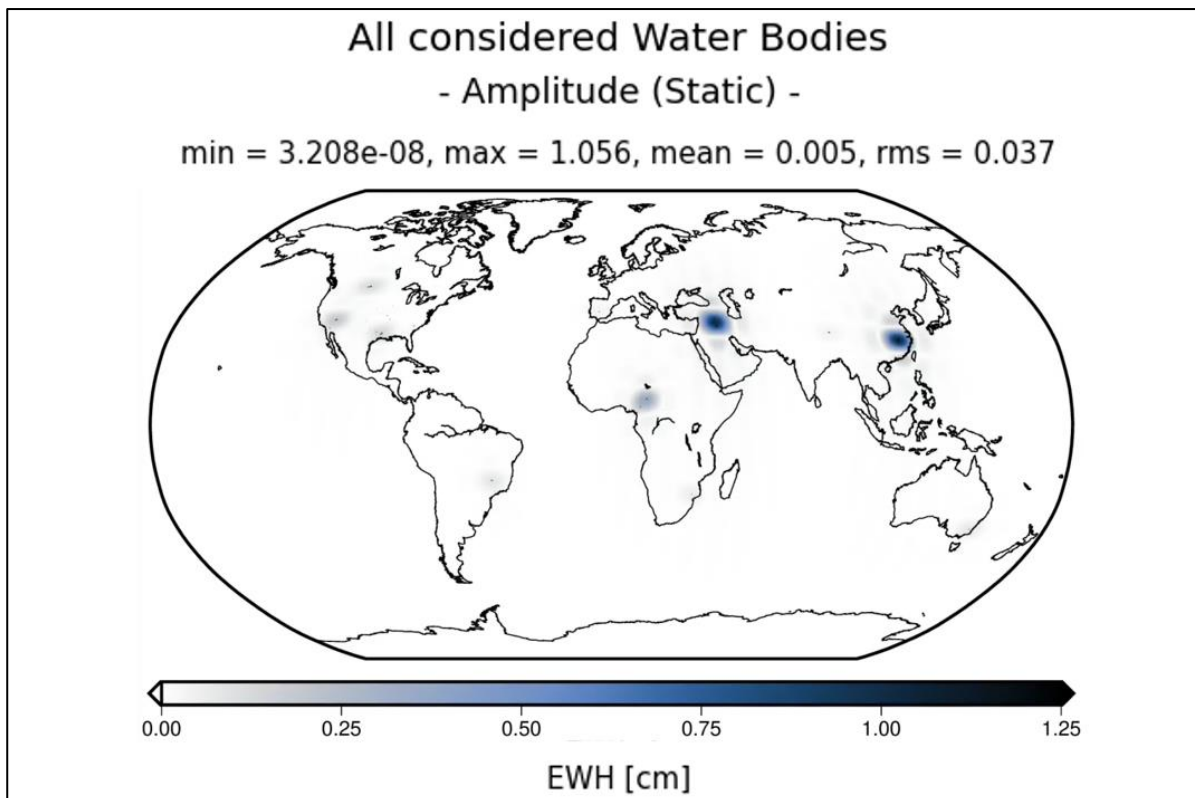 All considered Water Bodies
- Amplitude (Static) -
min = 3.208e-08, max = 1.056, mean = 0.005, rms = 0.037
0.00 0.25 0.50 0.75 1.00 1.25
EWH [cm]